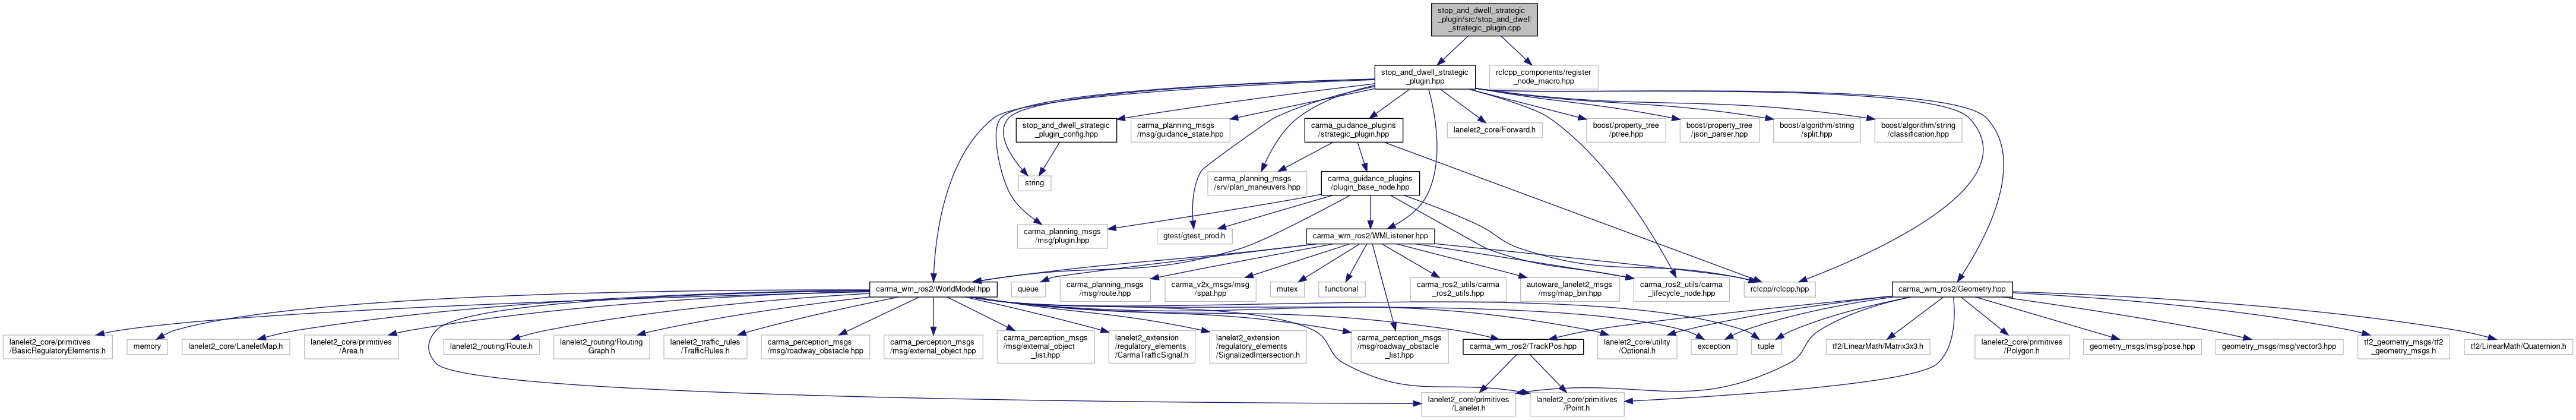 stop_and_dwell_strategic
_plugin/src/stop_and_dwell
_strategic_plugin.cpp
stop_and_dwell_strategic
_plugin.hpp
rclcpp_components/register
_node_macro.hpp
stop_and_dwell_strategic
_plugin_config.hpp
carma_planning_msgs
/msg/guidance_state.hpp
carma_guidance_plugins
/strategic_plugin.hpp
lanelet2_core/Forward.h
boost/property_tree
/ptree.hpp
boost/property_tree
/json_parser.hpp
boost/algorithm/string
/split.hpp
boost/algorithm/string
/classification.hpp
string
carma_planning_msgs
/srv/plan_maneuvers.hpp
carma_guidance_plugins
/plugin_base_node.hpp
carma_planning_msgs
/msg/plugin.hpp
gtest/gtest_prod.h
carma_wm_ros2/WMListener.hpp
carma_wm_ros2/WorldModel.hpp
queue
carma_planning_msgs
/msg/route.hpp
carma_v2x_msgs/msg
/spat.hpp
mutex
functional
carma_ros2_utils/carma
_ros2_utils.hpp
autoware_lanelet2_msgs
/msg/map_bin.hpp
carma_ros2_utils/carma
_lifecycle_node.hpp
rclcpp/rclcpp.hpp
carma_wm_ros2/Geometry.hpp
lanelet2_core/primitives
/BasicRegulatoryElements.h
memory
lanelet2_core/LaneletMap.h
lanelet2_core/primitives
/Area.h
lanelet2_routing/Route.h
lanelet2_routing/Routing
Graph.h
lanelet2_traffic_rules
/TrafficRules.h
carma_perception_msgs
/msg/roadway_obstacle.hpp
carma_perception_msgs
/msg/external_object.hpp
carma_perception_msgs
/msg/external_object
_list.hpp
lanelet2_extension
/regulatory_elements
/CarmaTrafficSignal.h
lanelet2_extension
/regulatory_elements
/SignalizedIntersection.h
carma_perception_msgs
/msg/roadway_obstacle
_list.hpp
carma_wm_ros2/TrackPos.hpp
lanelet2_core/utility
/Optional.h
exception
tuple
tf2/LinearMath/Matrix3x3.h
lanelet2_core/primitives
/Polygon.h
geometry_msgs/msg/pose.hpp
geometry_msgs/msg/vector3.hpp
tf2_geometry_msgs/tf2
_geometry_msgs.h
tf2/LinearMath/Quaternion.h
lanelet2_core/primitives
/Lanelet.h
lanelet2_core/primitives
/Point.h